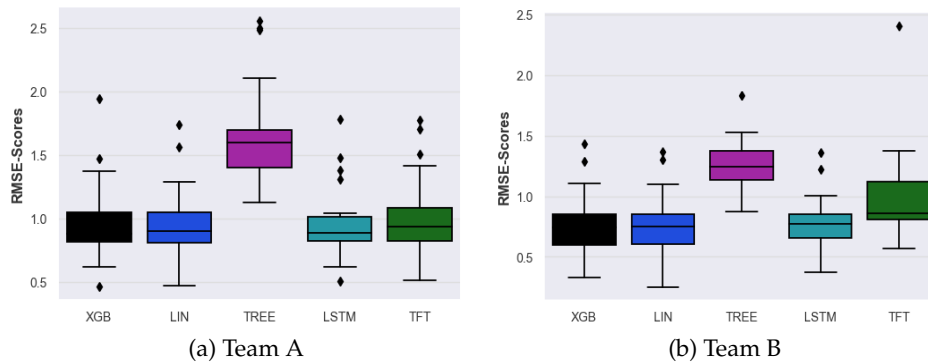 2.5
2.0
1.5
1.0
0.5
RMSE-Scores
XGB LIN TREE LSTM TFT
(a) Team A
2.5
2.0
1.5
1.0
0.5
RMSE-Scores
XGB LIN TREE LSTM TFT
(b) Team B